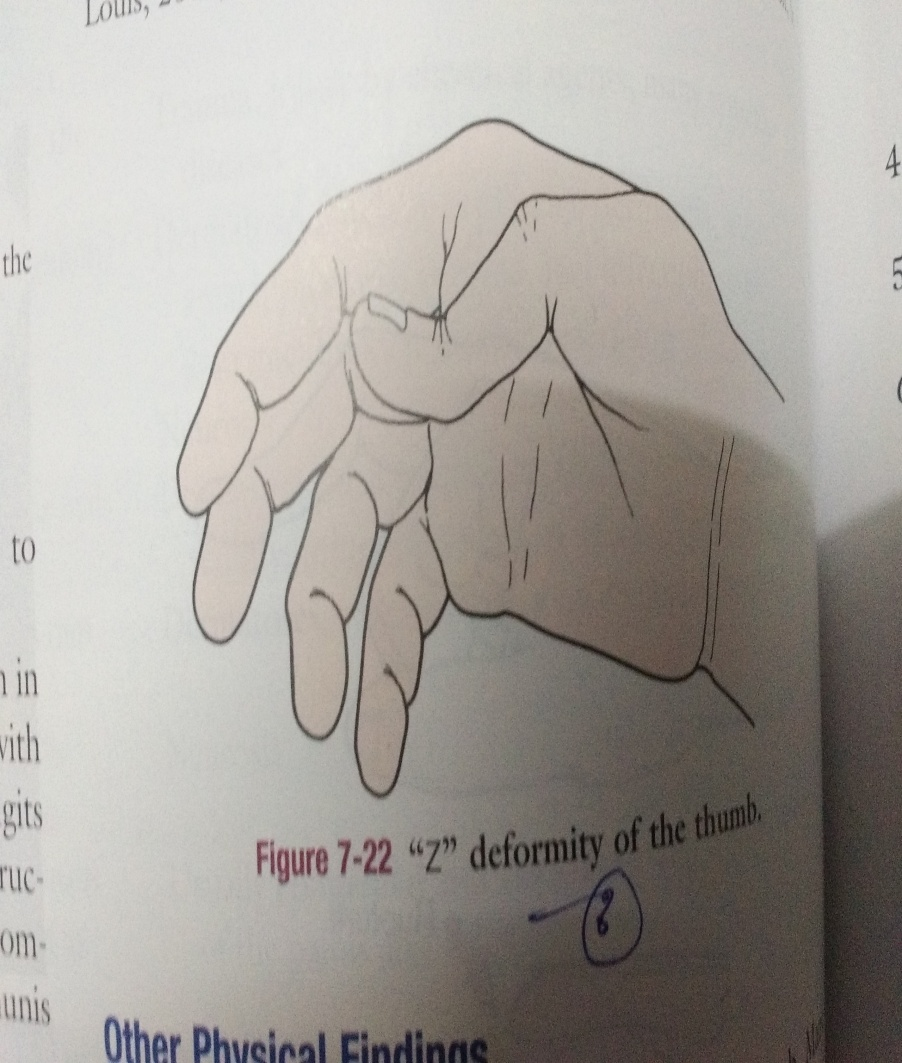 Louis,
the
to
in
with
gits
ruc-
om-
unis
4
5
Figure 7-22 “Z” deformity of the thumb.
Other Physical Findings